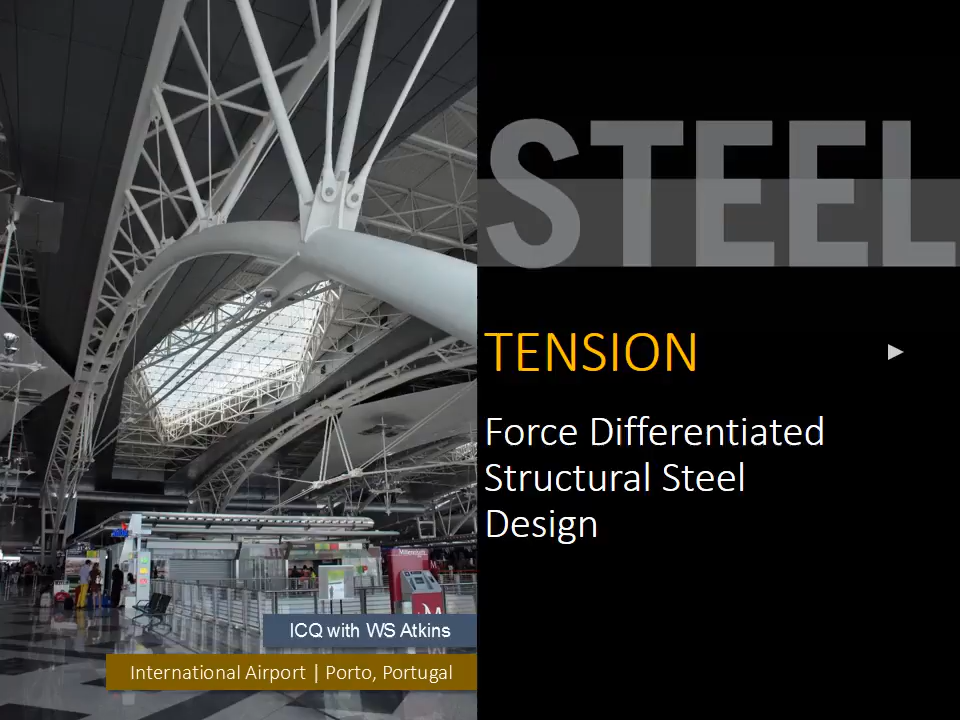 STEEL
TENSION
Force Differentiated
Structural Steel
Design
ICQ with WS Atkins
International Airport | Porto, Portugal